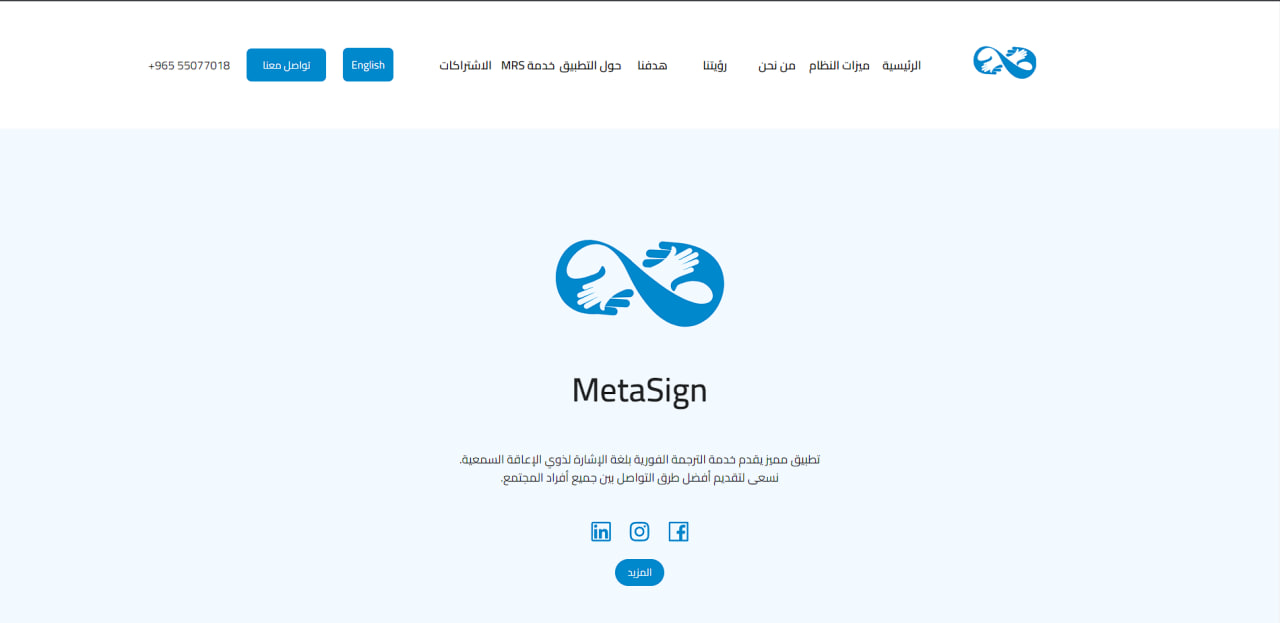 الرئيسية ميزات النظام من نحن رؤيتنا هدفنا حول التطبيق خدمة MRS الاشتراكات English تواصل معنا +965 55077018
MetaSign
تطبيق مميز يقدم خدمة الترجمة الفورية بلغة الإشارة لذوي الإعاقة السمعية.
نسعى لتقديم أفضل طرق التواصل بين جميع أفراد المجتمع.
المزيد